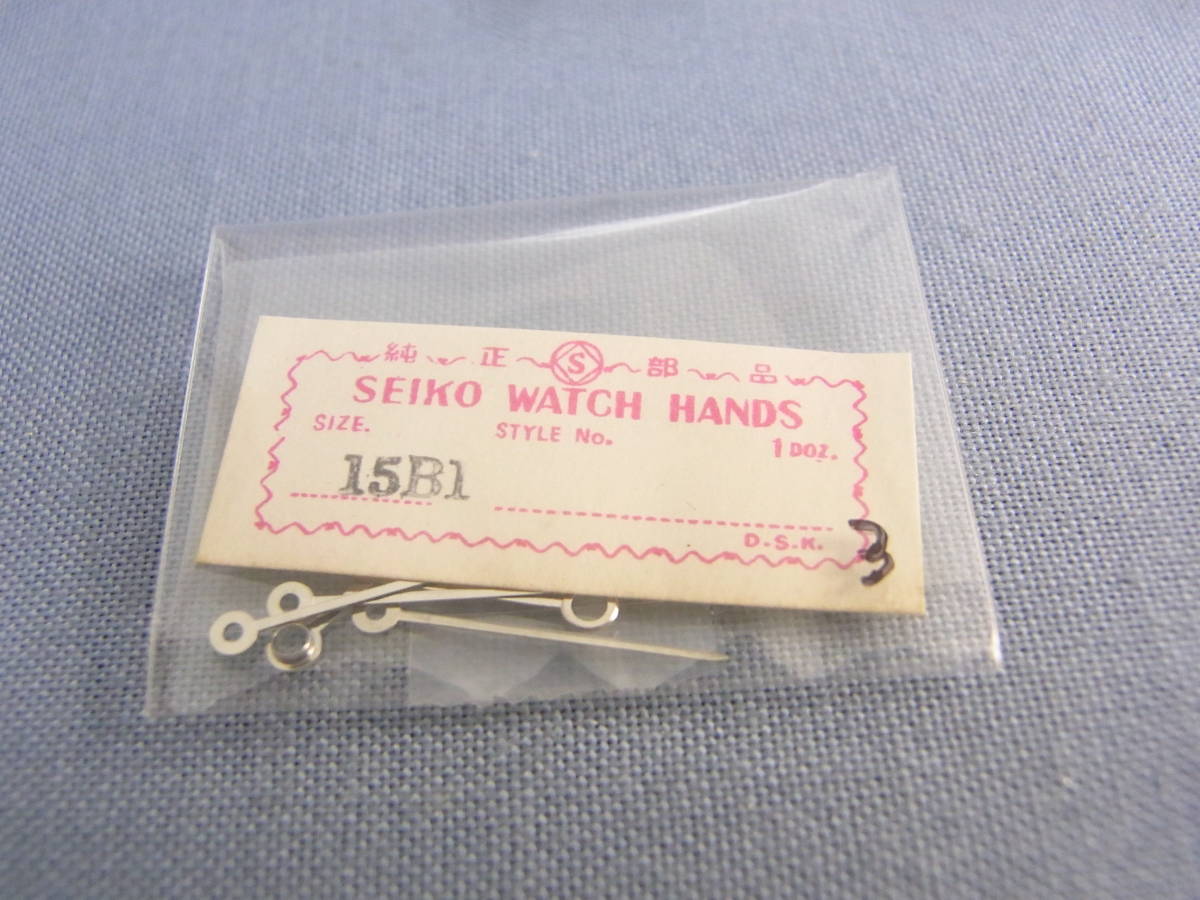 純正 S 部品
SEIKO WATCH HANDS
SIZE. STYLE No. 1 DOZ.
15B1
D.S.K.
3